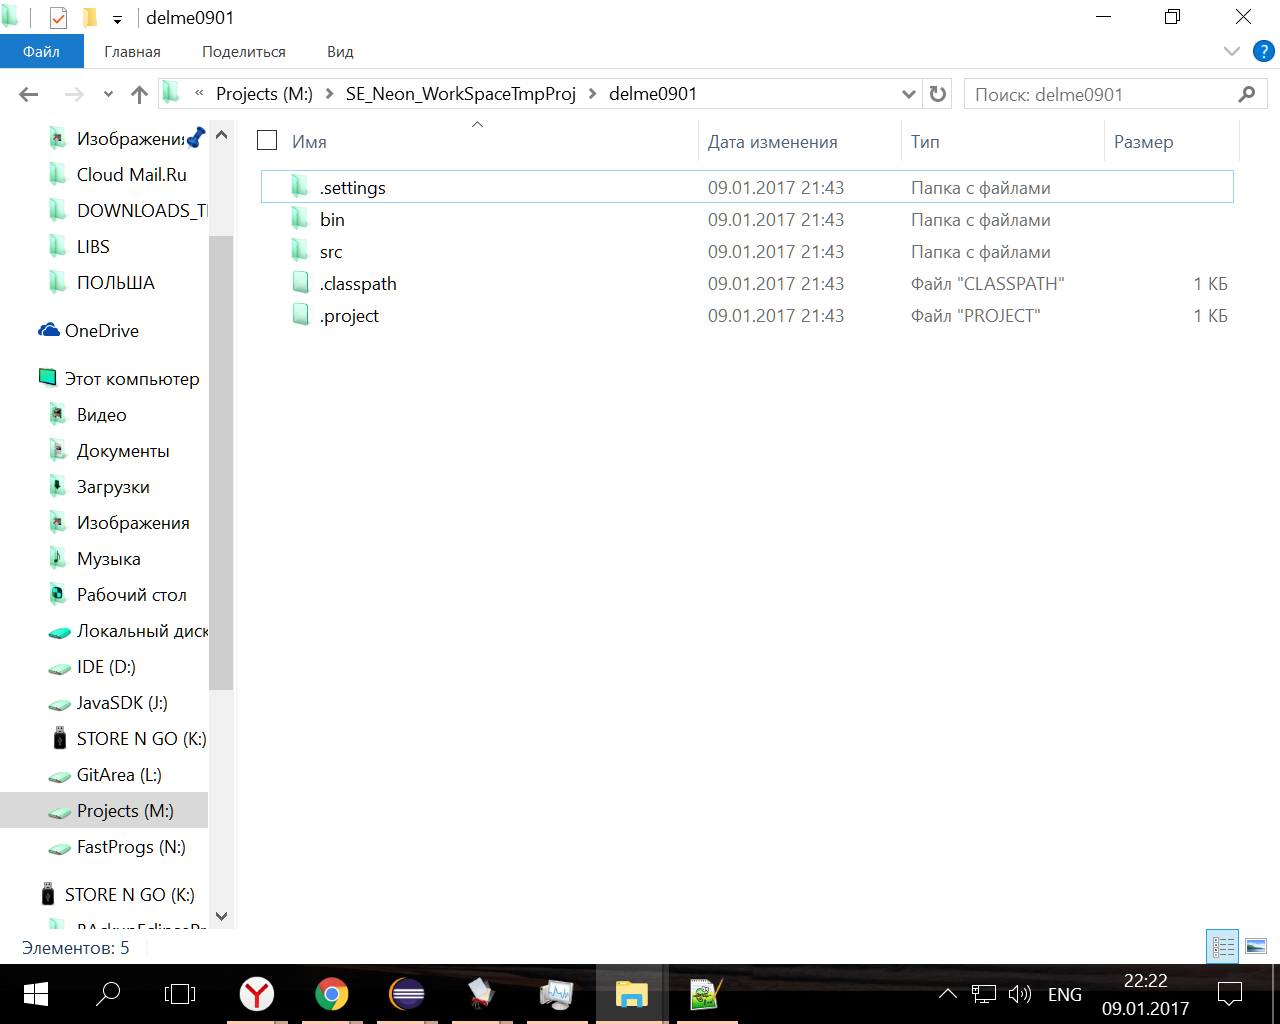 delme0901
Файл Главная Поделиться Вид
« Projects (M:) SE_Neon_WorkSpaceTmpProj delme0901 Поиск: delme0901
Имя Дата изменения Тип Размер
.settings 09.01.2017 21:43 Папка с файлами
bin 09.01.2017 21:43 Папка с файлами
src 09.01.2017 21:43 Папка с файлами
.classpath 09.01.2017 21:43 Файл "CLASSPATH" 1 КБ
.project 09.01.2017 21:43 Файл "PROJECT" 1 КБ
Изображения
Cloud Mail.Ru
DOWNLOADS_T
LIBS
ПОЛЬША
OneDrive
Этот компьютер
Видео
Документы
Загрузки
Изображения
Музыка
Рабочий стол
Локальный диск
IDE (D:)
JavaSDK (J:)
STORE N GO (K:)
GitArea (L:)
Projects (M:)
FastProgs (N:)
STORE N GO (K:)
Элементов: 5
ENG
22:22
09.01.2017